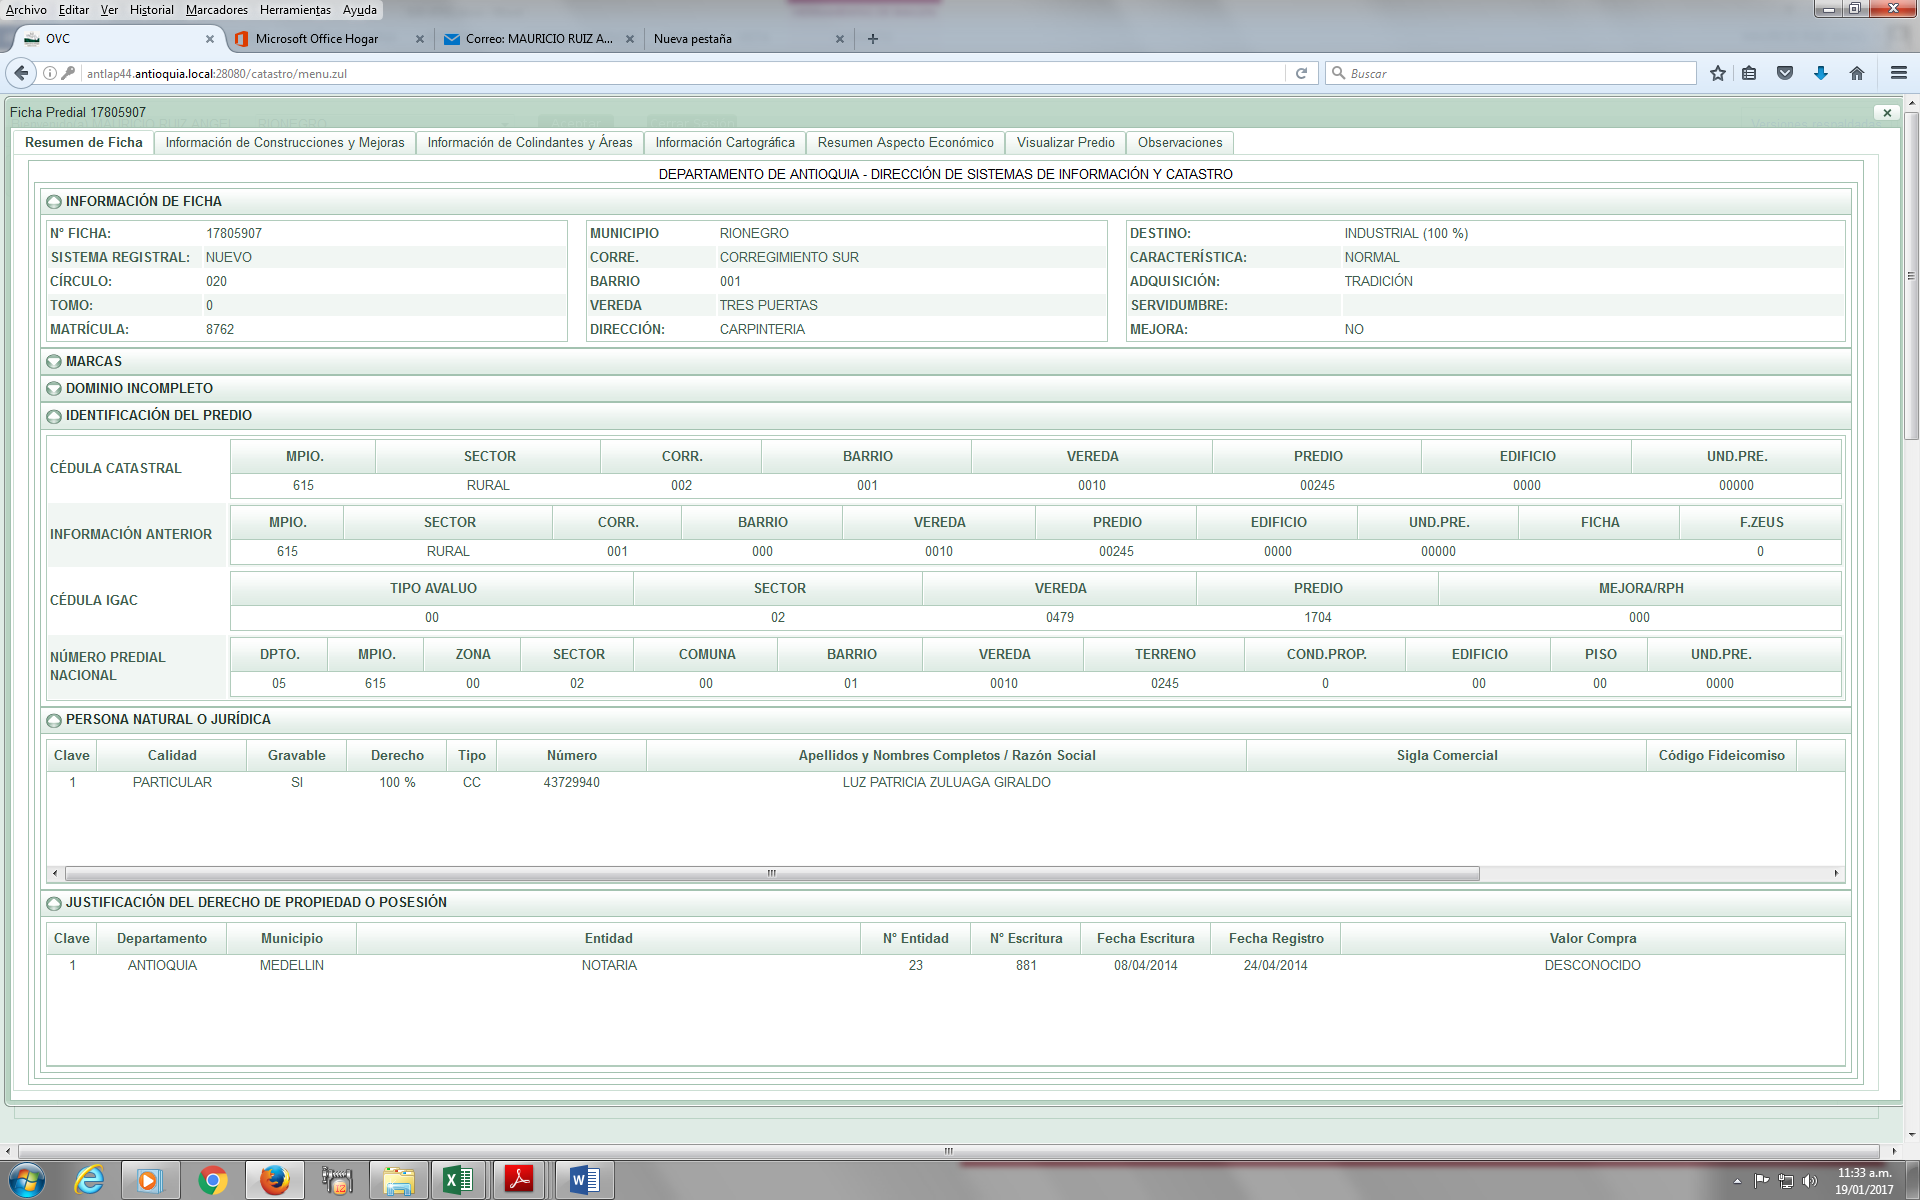 Archivo Editar Ver Historial Marcadores Herramientas Ayuda
OVC Microsoft Office Hogar Correo: MAURICIO RUIZ A... Nueva pestaña
antlap44.antioquia.local:28080/catastro/menu.zul Buscar
Ficha Predial 17805907
Resumen de Ficha Información de Construcciones y Mejoras Información de Colindantes y Áreas Información Cartográfica Resumen Aspecto Económico Visualizar Predio Observaciones
DEPARTAMENTO DE ANTIOQUIA - DIRECCIÓN DE SISTEMAS DE INFORMACIÓN Y CATASTRO
INFORMACIÓN DE FICHA
N° FICHA: 17805907 MUNICIPIO RIONEGRO DESTINO: INDUSTRIAL (100 %)
SISTEMA REGISTRAL: NUEVO CORRE. CORREGIMIENTO SUR CARACTERÍSTICA: NORMAL
CÍRCULO: 020 BARRIO 001 ADQUISICIÓN: TRADICIÓN
TOMO: 0 VEREDA TRES PUERTAS SERVIDUMBRE:
MATRÍCULA: 8762 DIRECCIÓN: CARPINTERIA MEJORA: NO
MARCAS
DOMINIO INCOMPLETO
IDENTIFICACIÓN DEL PREDIO
CÉDULA CATASTRAL
MPIO. SECTOR CORR. BARRIO VEREDA PREDIO EDIFICIO UND.PRE.
615 RURAL 002 001 0010 00245 0000 00000
INFORMACIÓN ANTERIOR
MPIO. SECTOR CORR. BARRIO VEREDA PREDIO EDIFICIO UND.PRE. FICHA F.ZEUS
615 RURAL 001 000 0010 00245 0000 00000 0
CÉDULA IGAC
TIPO AVALUO SECTOR VEREDA PREDIO MEJORA/RPH
00 02 0479 1704 000
NÚMERO PREDIAL
NACIONAL
DPTO. MPIO. ZONA SECTOR COMUNA BARRIO VEREDA TERRENO COND.PROP. EDIFICIO PISO UND.PRE.
05 615 00 02 00 01 0010 0245 0 00 00 0000
PERSONA NATURAL O JURÍDICA
Clave Calidad Gravable Derecho Tipo Número Apellidos y Nombres Completos / Razón Social Sigla Comercial Código Fideicomiso
1 PARTICULAR SI 100 % CC 43729940 LUZ PATRICIA ZULUAGA GIRALDO
JUSTIFICACIÓN DEL DERECHO DE PROPIEDAD O POSESIÓN
Clave Departamento Municipio Entidad N° Entidad N° Escritura Fecha Escritura Fecha Registro Valor Compra
1 ANTIOQUIA MEDELLIN NOTARIA 23 881 08/04/2014 24/04/2014 DESCONOCIDO
11:33 a.m.
19/01/2017